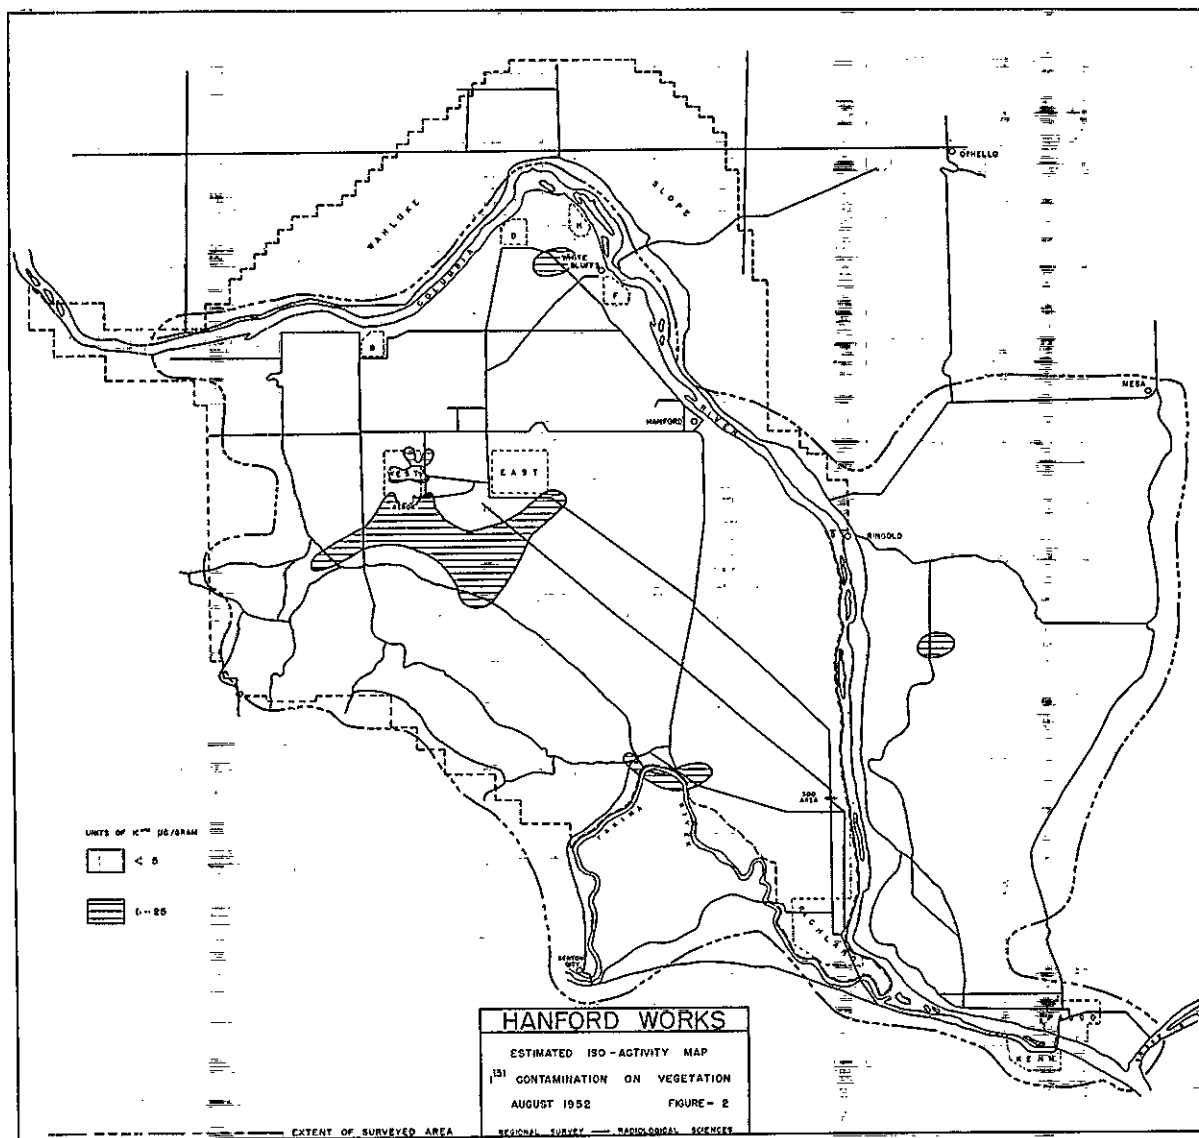 OTHELLO
WAHLUKE
SLOPE
COLUMBIA
D
H
WHITE
BLUFFS
F
B
MESA
HANFORD
RIVER
WEST
EAST
RINGOLD
300
AREA
YAKIMA
RIVER
RICHLAND
BENTON
CITY
KENN.
UNITS OF
μc/GRAM
< 5
5-25
HANFORD WORKS
ESTIMATED ISO-ACTIVITY MAP
I131 CONTAMINATION ON VEGETATION
AUGUST 1952 FIGURE-2
REGIONAL SURVEY — RADIOLOGICAL SCIENCES
EXTENT OF SURVEYED AREA